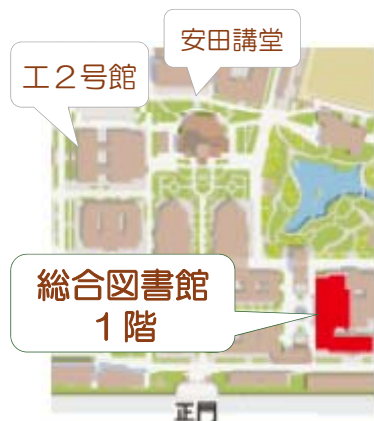 安田講堂
工２号館
総合図書館
１階
正門